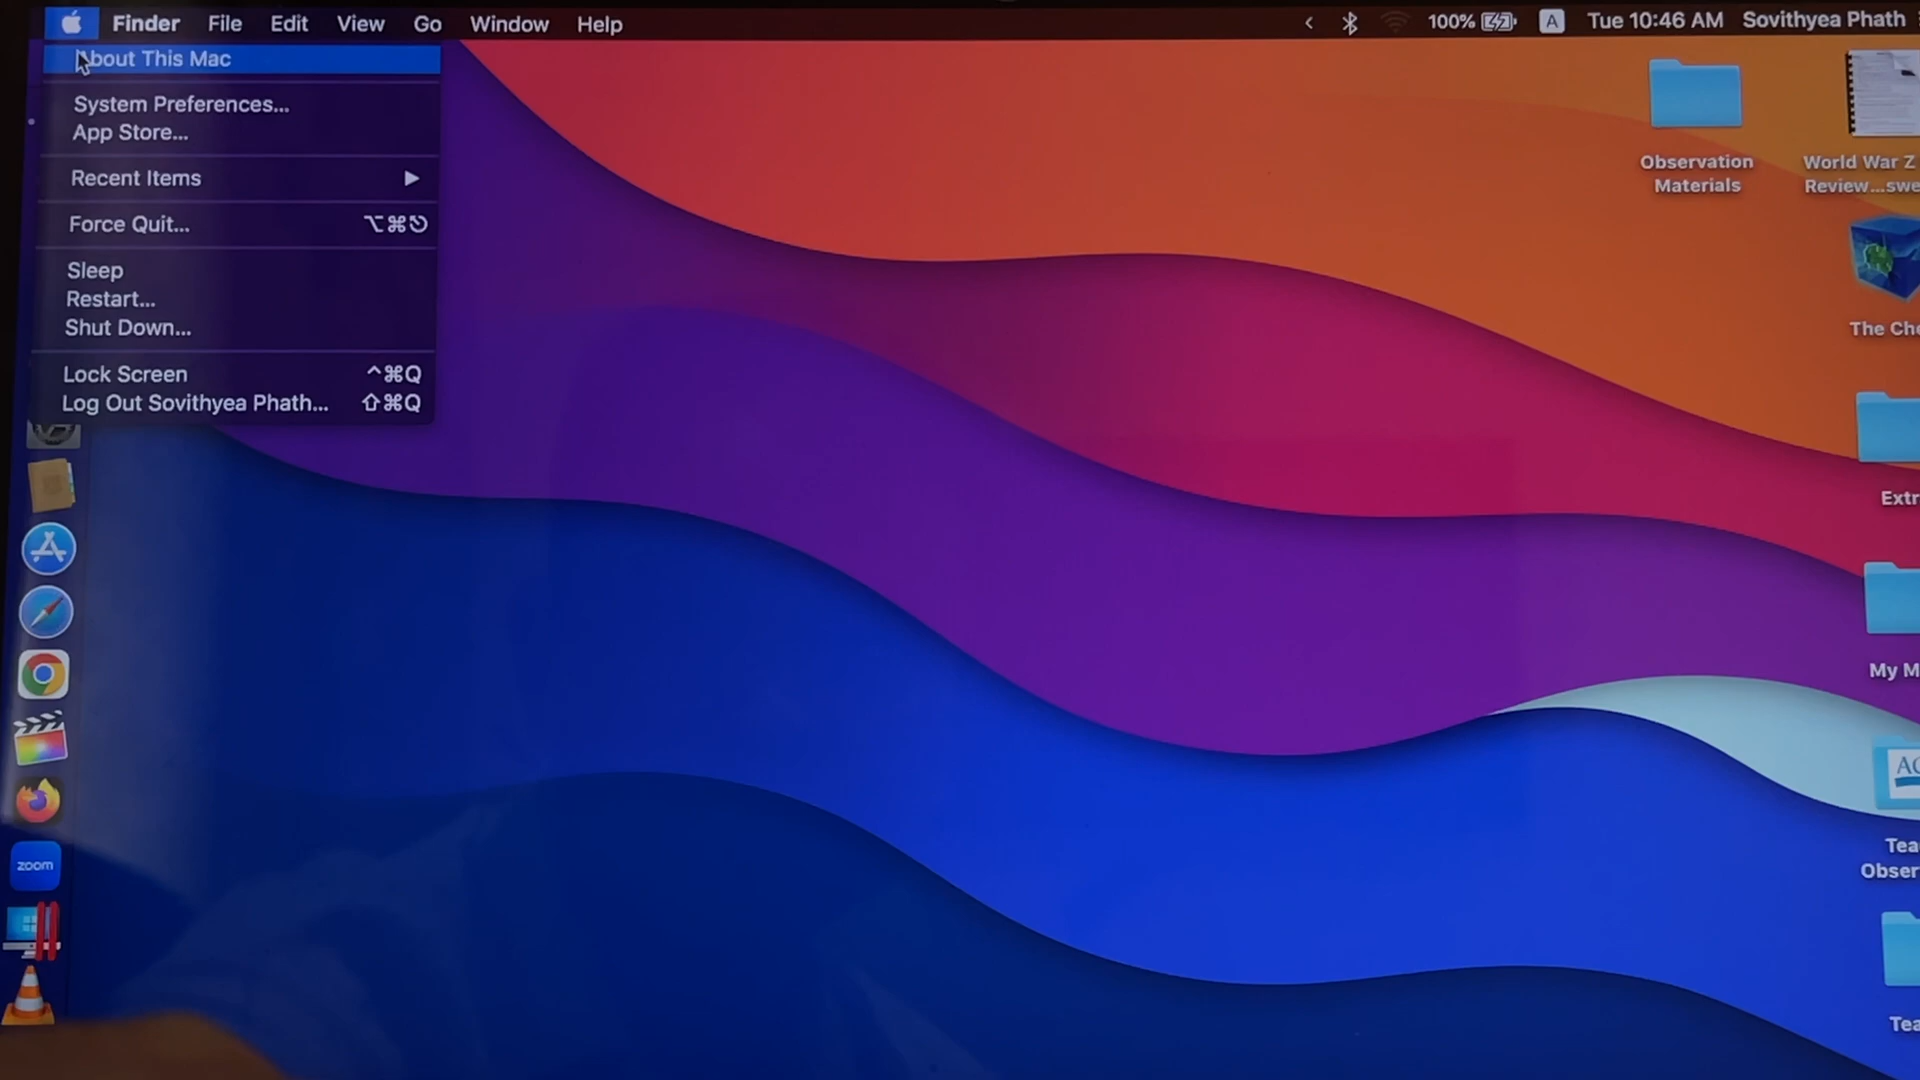 Finder File Edit View Go Window Help
100% A Tue 10:46 AM Sovithyea Phath
About This Mac
System Preferences...
App Store...
Recent Items
Force Quit... ⌥⌘⎋
Sleep
Restart...
Shut Down...
Lock Screen ^⌘Q
Log Out Sovithyea Phath... ⇧⌘Q
Observation
Materials
World War Z
Review...swe
The Che
Extr
My M
Tea
Obser
Tea
zoom